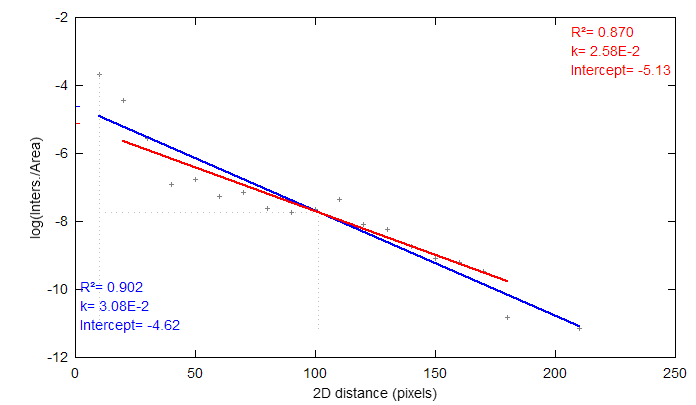 -2
R²= 0.870
k= 2.58E-2
Intercept= -5.13
-4
-6
-8
-10
-12
log(Inters./Area)
R²= 0.902
k= 3.08E-2
Intercept= -4.62
0 50 100 150 200 250
2D distance (pixels)